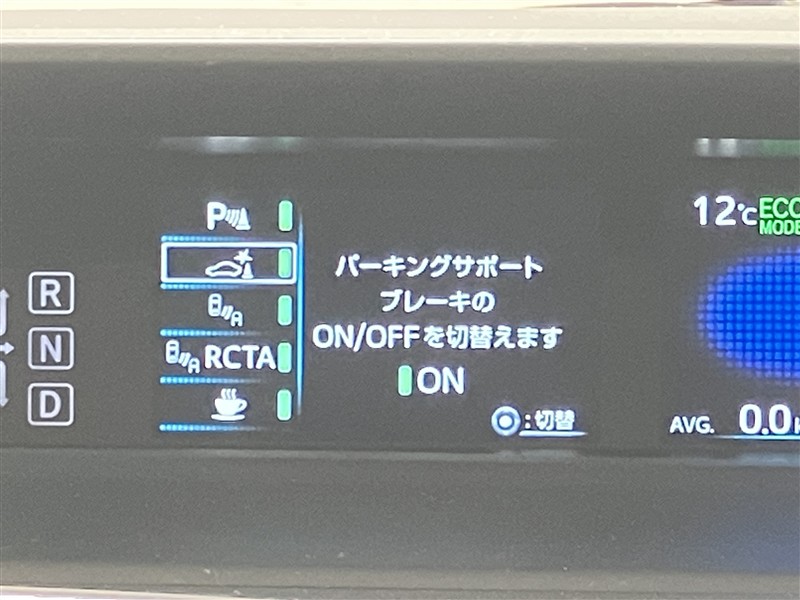 P
RCTA
R
N
D
パーキングサポート
ブレーキの
ON/OFFを切替えます
ON
:切替
12℃
ECO
MODE
AVG. 0.0